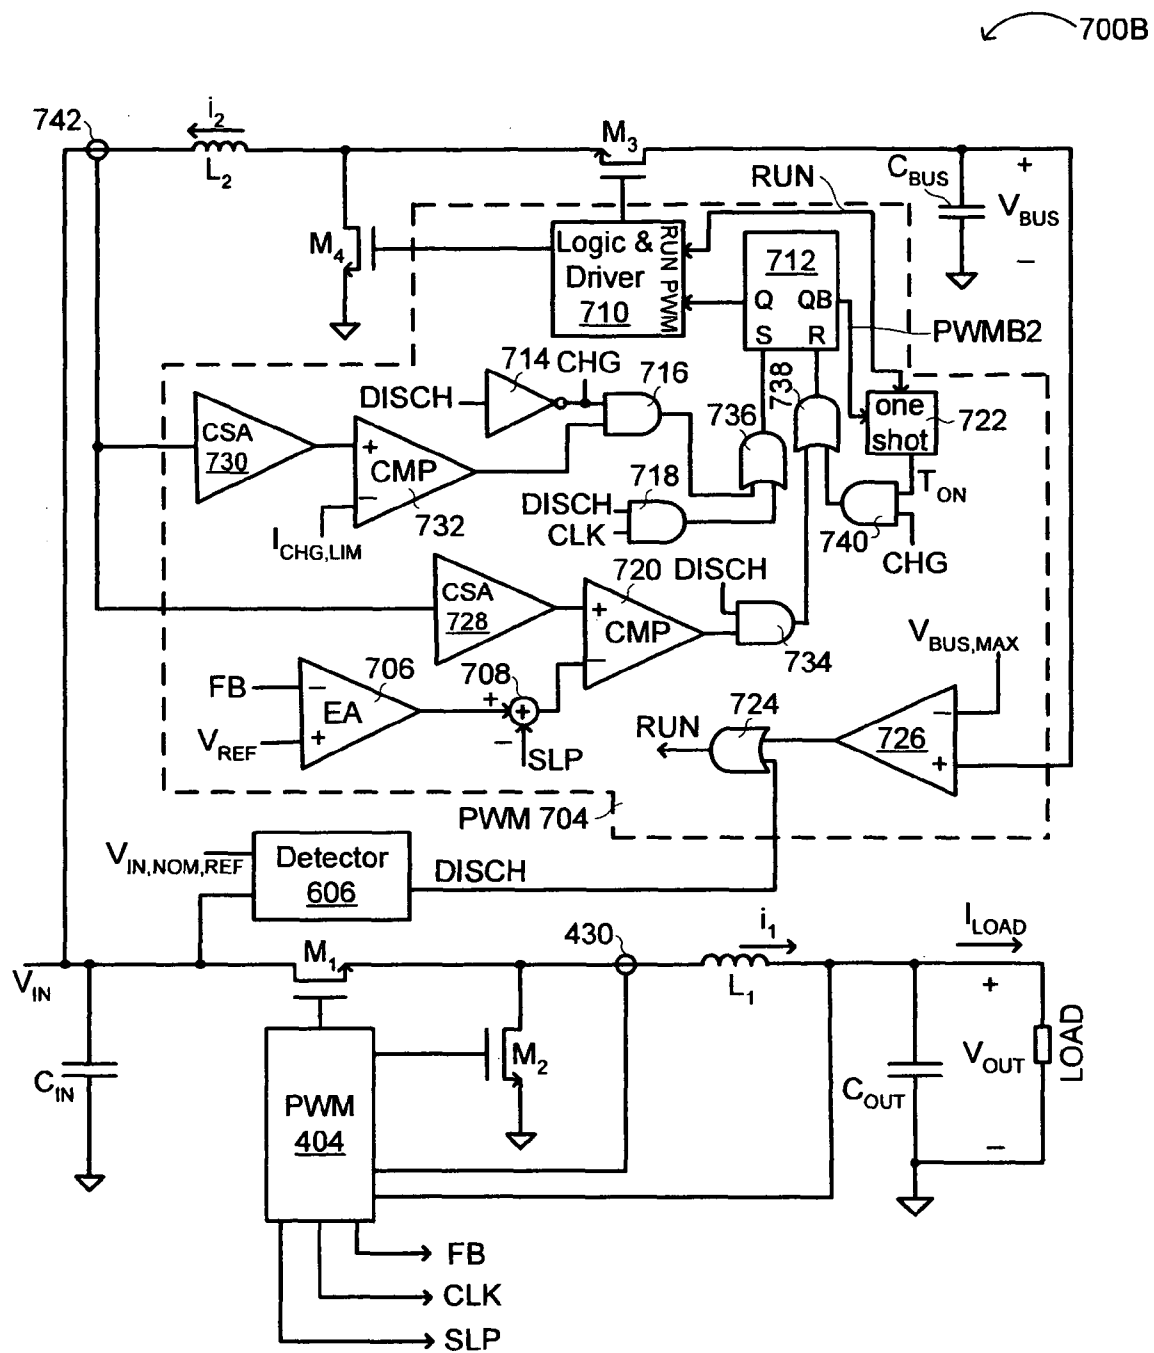 700B
742
i2
L2
M3
RUN
CBUS
+
VBUS
−
M4
Logic & Driver 710
RUN PWM
712
Q QB
S R
PWMB2
714
CHG
716
DISCH
736
738
one shot
722
CSA 730
+
CMP
−
732
ICHG,LIM
DISCH
CLK
718
TON
740
CHG
CSA 728
720
+
CMP
−
DISCH
734
VBUS,MAX
FB
−
EA
+
706
VREF
708
+
+
−
SLP
RUN
724
726
−
+
PWM 704
VIN,NOM,REF
Detector 606
DISCH
VIN
M1
430
i1
L1
ILOAD
CIN
M2
PWM 404
COUT
+
VOUT
−
LOAD
FB
CLK
SLP